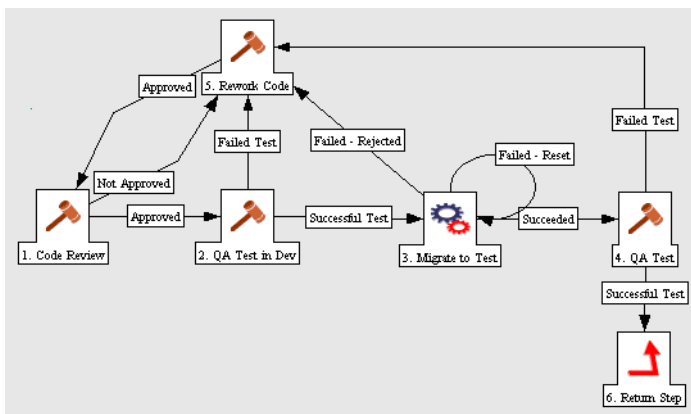 Approved
5. Rework Code
Failed Test
Failed Test
Failed - Rejected
Failed - Reset
Not Approved
Approved
Successful Test
Succeeded
1. Code Review
2. QA Test in Dev
3. Migrate to Test
4. QA Test
Successful Test
6. Return Step